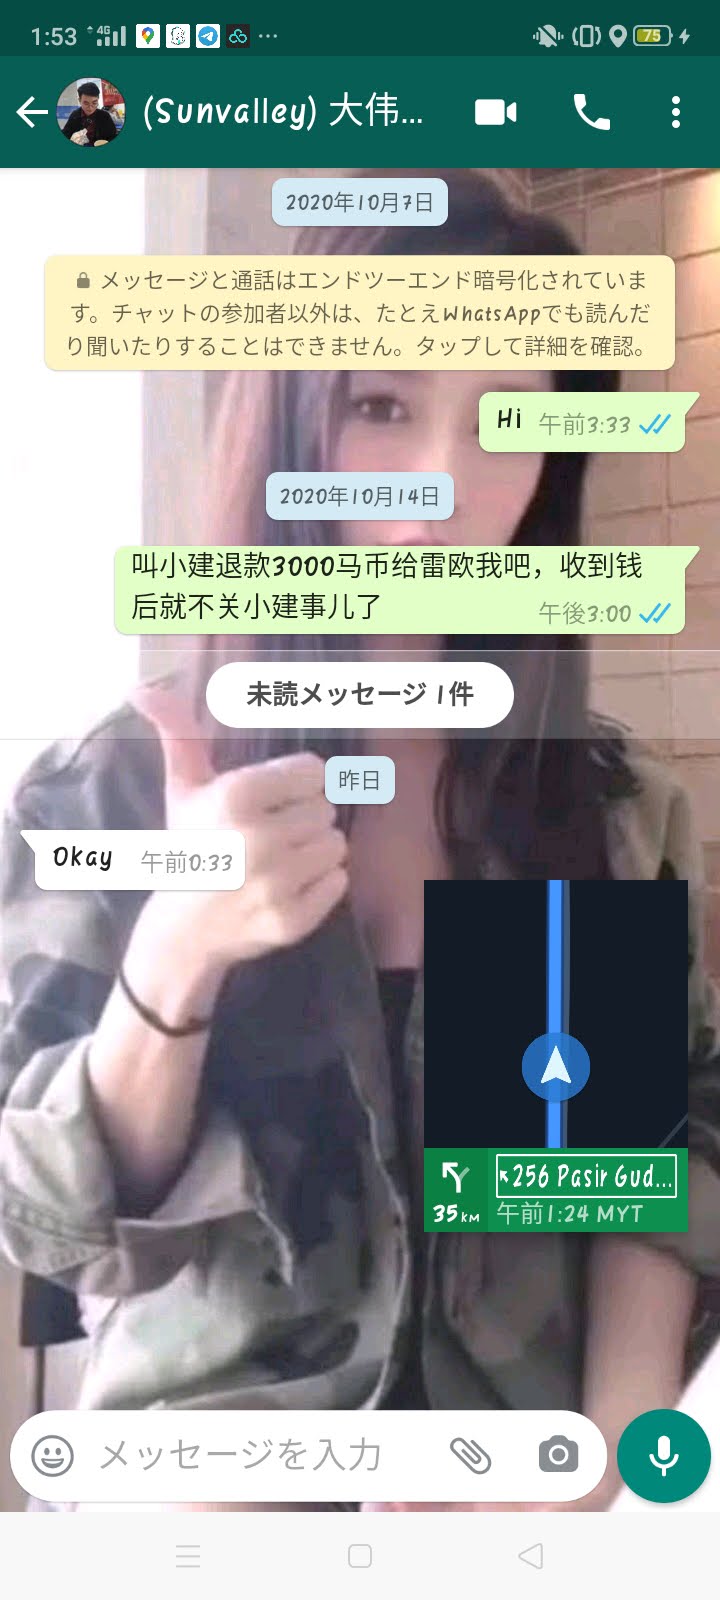 1:53 4G 75
(Sunvalley) 大伟...
2020年10月7日
メッセージと通話はエンドツーエンド暗号化されていま
す。チャットの参加者以外は、たとえWhatsAppでも読んだ
り聞いたりすることはできません。タップして詳細を確認。
Hi 午前3:33
2020年10月14日
叫小建退款3000马币给雷欧我吧，收到钱
后就不关小建事儿了 午後3:00
未読メッセージ 1件
昨日
Okay 午前0:33
256 Pasir Gud...
35 KM 午前1:24 MYT
メッセージを入力